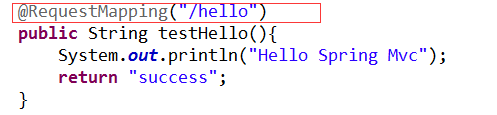 @RequestMapping("/hello")
public String testHello(){
    System.out.println("Hello Spring Mvc");
    return "success";
}